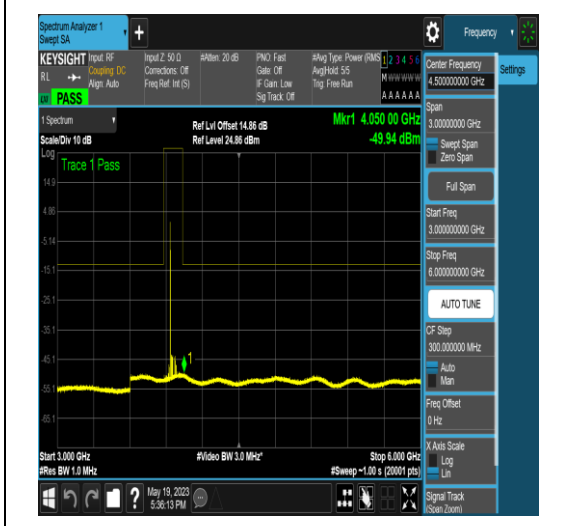 Spectrum Analyzer 1
Swept SA
+
Frequency
KEYSIGHT
Input: RF
Coupling: DC
Align: Auto
Input Z: 50 Ω
Corrections: Off
Freq Ref: Int (S)
#Atten: 20 dB
PNO: Fast
Gate: Off
IF Gain: Low
Sig Track: Off
#Avg Type: Power (RMS
Avg|Hold: 5/5
Trig: Free Run
1 2 3 4 5 6
M W W W W W
A A A A A A
RL
PASS
1 Spectrum
Scale/Div 10 dB
Ref Lvl Offset 14.86 dB
Ref Level 24.86 dBm
Mkr1 4.050 00 GHz
-49.94 dBm
Log
Trace 1 Pass
14.9
4.86
-5.14
-15.1
-25.1
-35.1
-45.1
-55.1
-65.1
1
Start 3.000 GHz
#Res BW 1.0 MHz
#Video BW 3.0 MHz*
Stop 6.000 GHz
#Sweep ~1.00 s (20001 pts)
May 19, 2023
5:36:13 PM
Center Frequency
4.500000000 GHz
Settings
Span
3.00000000 GHz
Swept Span
Zero Span
Full Span
Start Freq
3.000000000 GHz
Stop Freq
6.000000000 GHz
AUTO TUNE
CF Step
300.000000 MHz
Auto
Man
Freq Offset
0 Hz
X Axis Scale
Log
Lin
Signal Track
(Span Zoom)